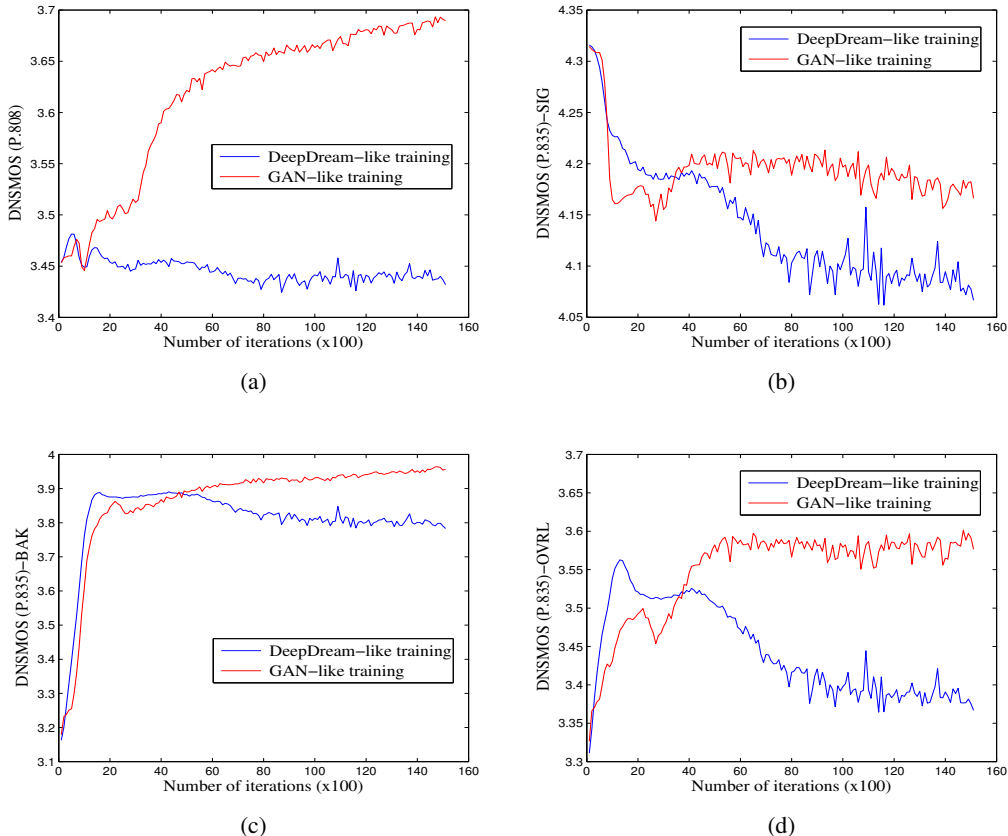 3.7
3.65
3.6
3.55
3.5
3.45
3.4
DNSMOS (P.808)
DeepDream−like training
GAN−like training
0 20 40 60 80 100 120 140 160
Number of iterations (x100)
(a)
4.3
4.25
4.2
4.15
4.1
4.05
DNSMOS (P.835)−SIG
DeepDream−like training
GAN−like training
0 20 40 60 80 100 120 140 160
Number of iterations (x100)
(b)
4
3.9
3.8
3.7
3.6
3.5
3.4
3.3
3.2
3.1
DNSMOS (P.835)−BAK
DeepDream−like training
GAN−like training
0 20 40 60 80 100 120 140 160
Number of iterations (x100)
(c)
3.7
3.65
3.6
3.55
3.5
3.45
3.4
3.35
3.3
DNSMOS (P.835)−OVRL
DeepDream−like training
GAN−like training
0 20 40 60 80 100 120 140 160
Number of iterations (x100)
(d)